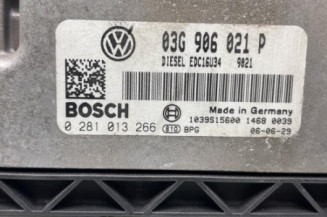 03G 906 021 P
DIESEL EDC16U34 9021
BOSCH
Made in Germany
1039S15600 1468 0039
0 281 013 266 BPG
06-06-29